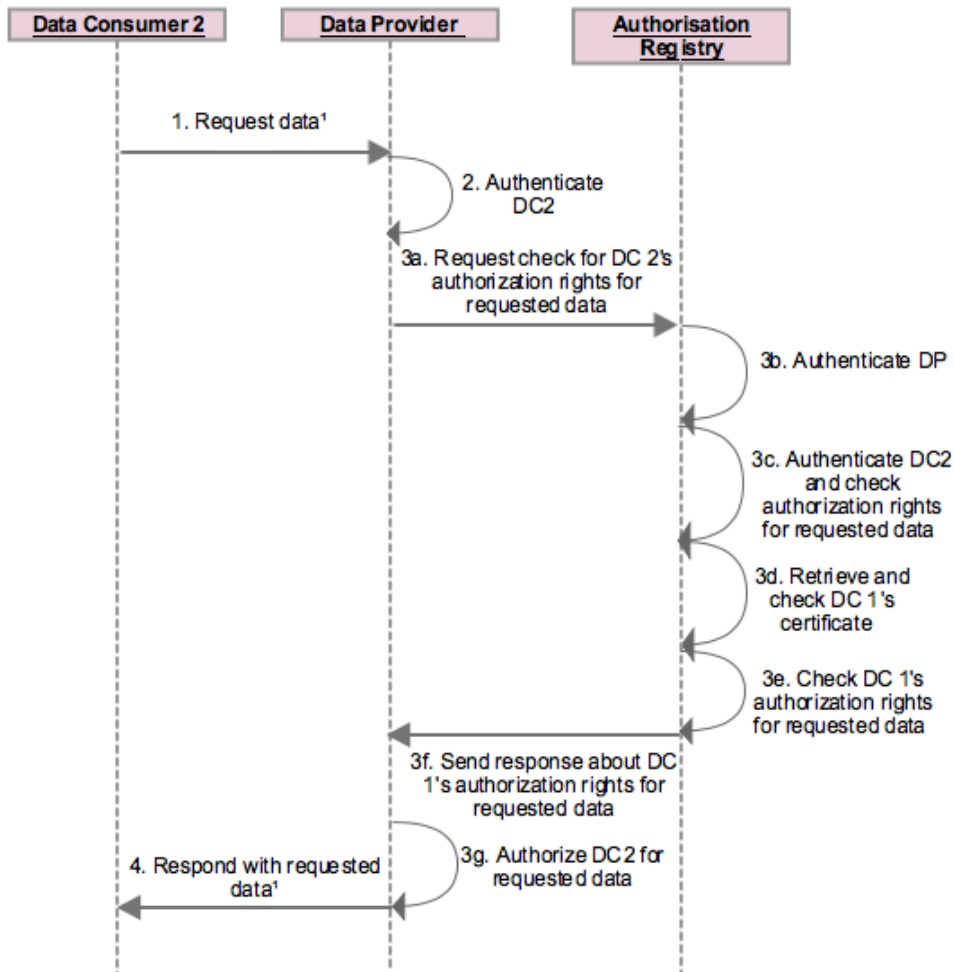 Data Consumer 2
Data Provider
Authorisation
Registry
1. Request data¹
2. Authenticate
DC2
3a. Request check for DC 2's
authorization rights for
requested data
3b. Authenticate DP
3c. Authenticate DC2
and check
authorization rights
for requested data
3d. Retrieve and
check DC 1's
certificate
3e. Check DC 1's
authorization rights
for requested data
3f. Send response about DC
1's authorization rights for
requested data
3g. Authorize DC2 for
requested data
4. Respond with requested
data¹